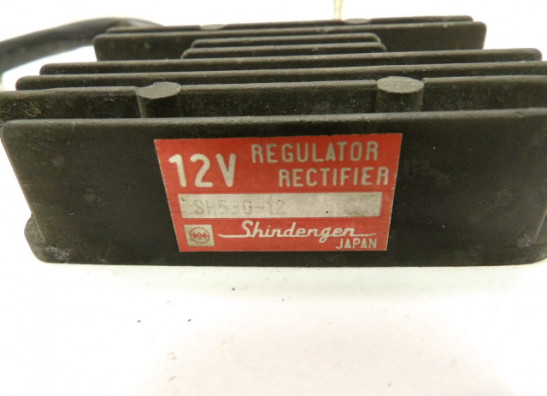 12V REGULATOR
RECTIFIER
Shindengen
JAPAN